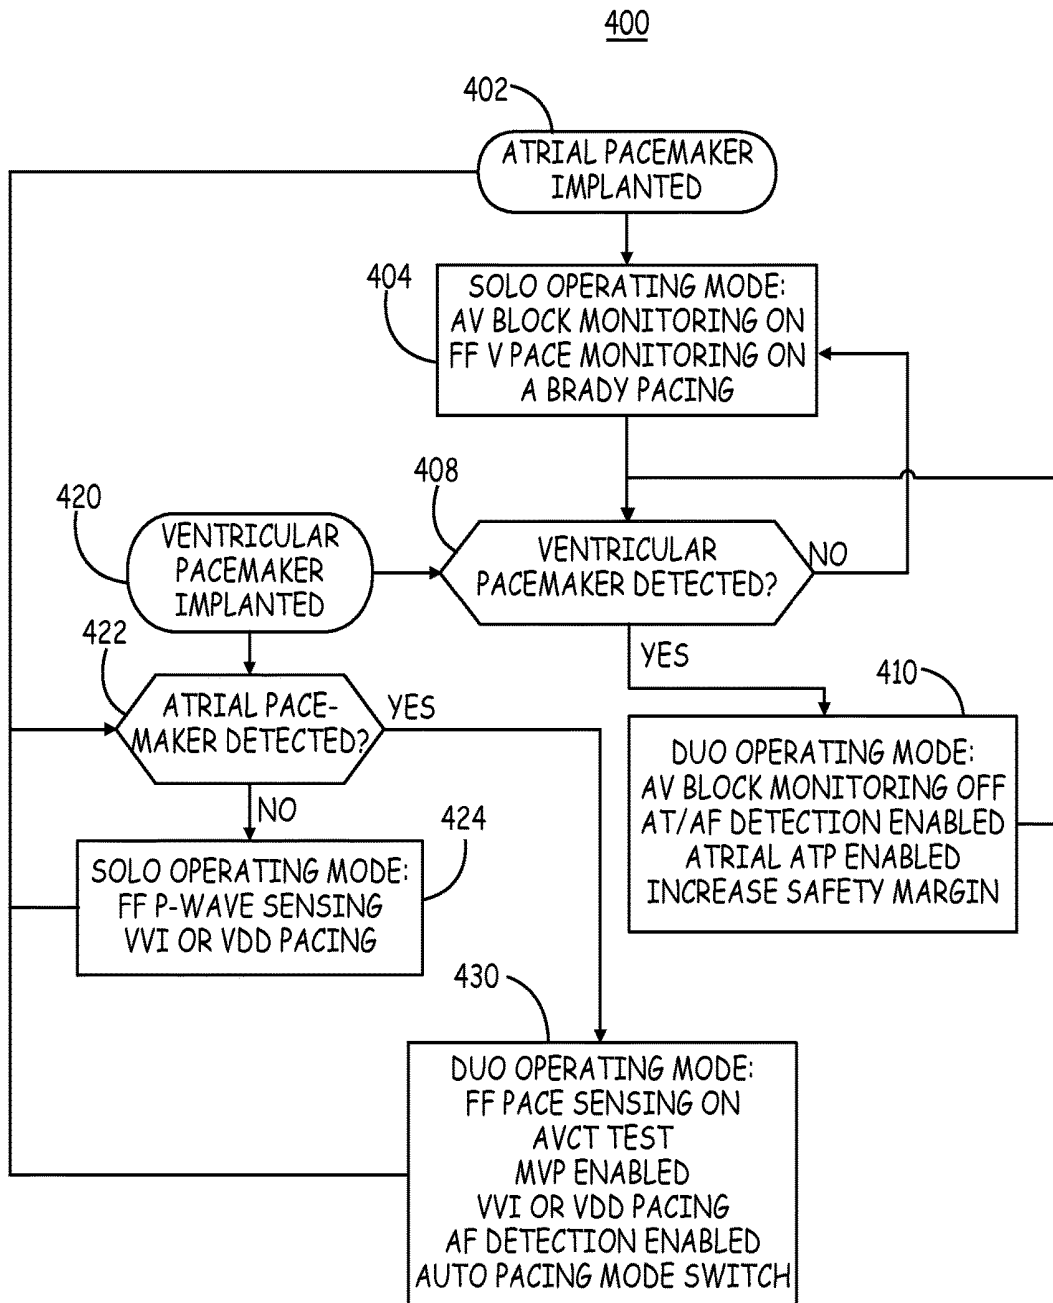 400
402
ATRIAL PACEMAKER
IMPLANTED
404
SOLO OPERATING MODE:
AV BLOCK MONITORING ON
FF V PACE MONITORING ON
A BRADY PACING
408
420
VENTRICULAR
PACEMAKER
IMPLANTED
VENTRICULAR
PACEMAKER DETECTED?
NO
422
YES
410
ATRIAL PACE-
MAKER DETECTED?
YES
DUO OPERATING MODE:
AV BLOCK MONITORING OFF
AT/AF DETECTION ENABLED
ATRIAL ATP ENABLED
INCREASE SAFETY MARGIN
NO
424
SOLO OPERATING MODE:
FF P-WAVE SENSING
VVI OR VDD PACING
430
DUO OPERATING MODE:
FF PACE SENSING ON
AVCT TEST
MVP ENABLED
VVI OR VDD PACING
AF DETECTION ENABLED
AUTO PACING MODE SWITCH